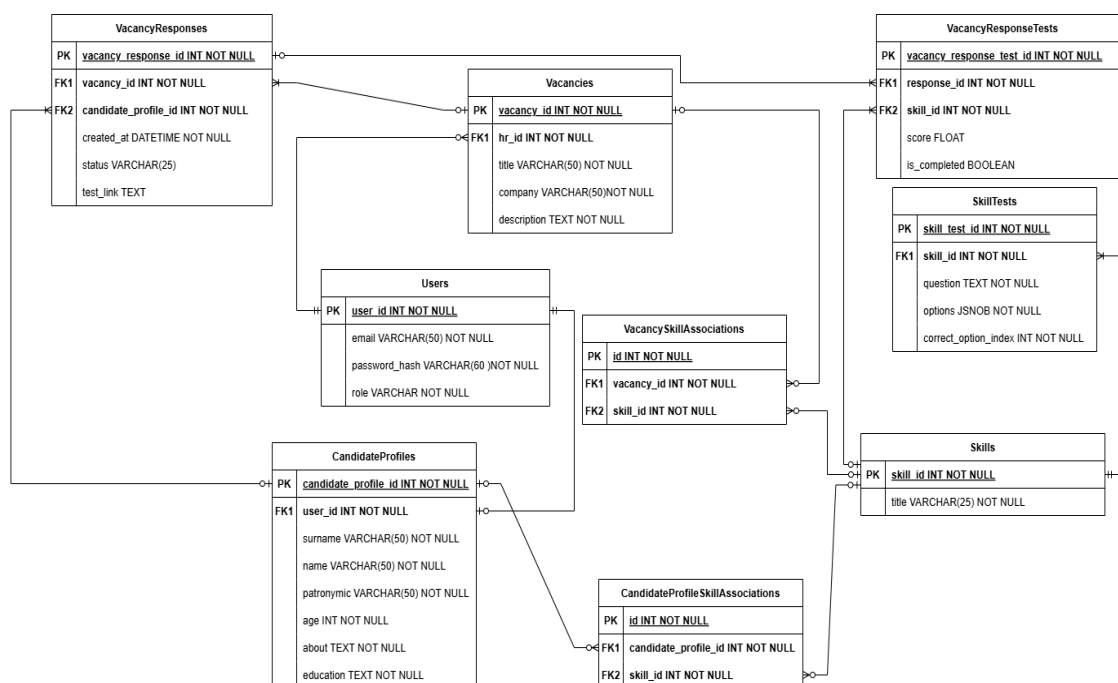 VacancyResponses
PK vacancy_response_id INT NOT NULL
FK1 vacancy_id INT NOT NULL
FK2 candidate_profile_id INT NOT NULL
created_at DATETIME NOT NULL
status VARCHAR(25)
test_link TEXT
Vacancies
PK vacancy_id INT NOT NULL
FK1 hr_id INT NOT NULL
title VARCHAR(50) NOT NULL
company VARCHAR(50)NOT NULL
description TEXT NOT NULL
VacancyResponseTests
PK vacancy_response_test_id INT NOT NULL
FK1 response_id INT NOT NULL
FK2 skill_id INT NOT NULL
score FLOAT
is_completed BOOLEAN
SkillTests
PK skill_test_id INT NOT NULL
FK1 skill_id INT NOT NULL
question TEXT NOT NULL
options JSNOB NOT NULL
correct_option_index INT NOT NULL
Users
PK user_id INT NOT NULL
email VARCHAR(50) NOT NULL
password_hash VARCHAR(60 )NOT NULL
role VARCHAR NOT NULL
VacancySkillAssociations
PK id INT NOT NULL
FK1 vacancy_id INT NOT NULL
FK2 skill_id INT NOT NULL
CandidateProfiles
PK candidate_profile_id INT NOT NULL
FK1 user_id INT NOT NULL
surname VARCHAR(50) NOT NULL
name VARCHAR(50) NOT NULL
patronymic VARCHAR(50) NOT NULL
age INT NOT NULL
about TEXT NOT NULL
education TEXT NOT NULL
Skills
PK skill_id INT NOT NULL
title VARCHAR(25) NOT NULL
CandidateProfileSkillAssociations
PK id INT NOT NULL
FK1 candidate_profile_id INT NOT NULL
FK2 skill_id INT NOT NULL